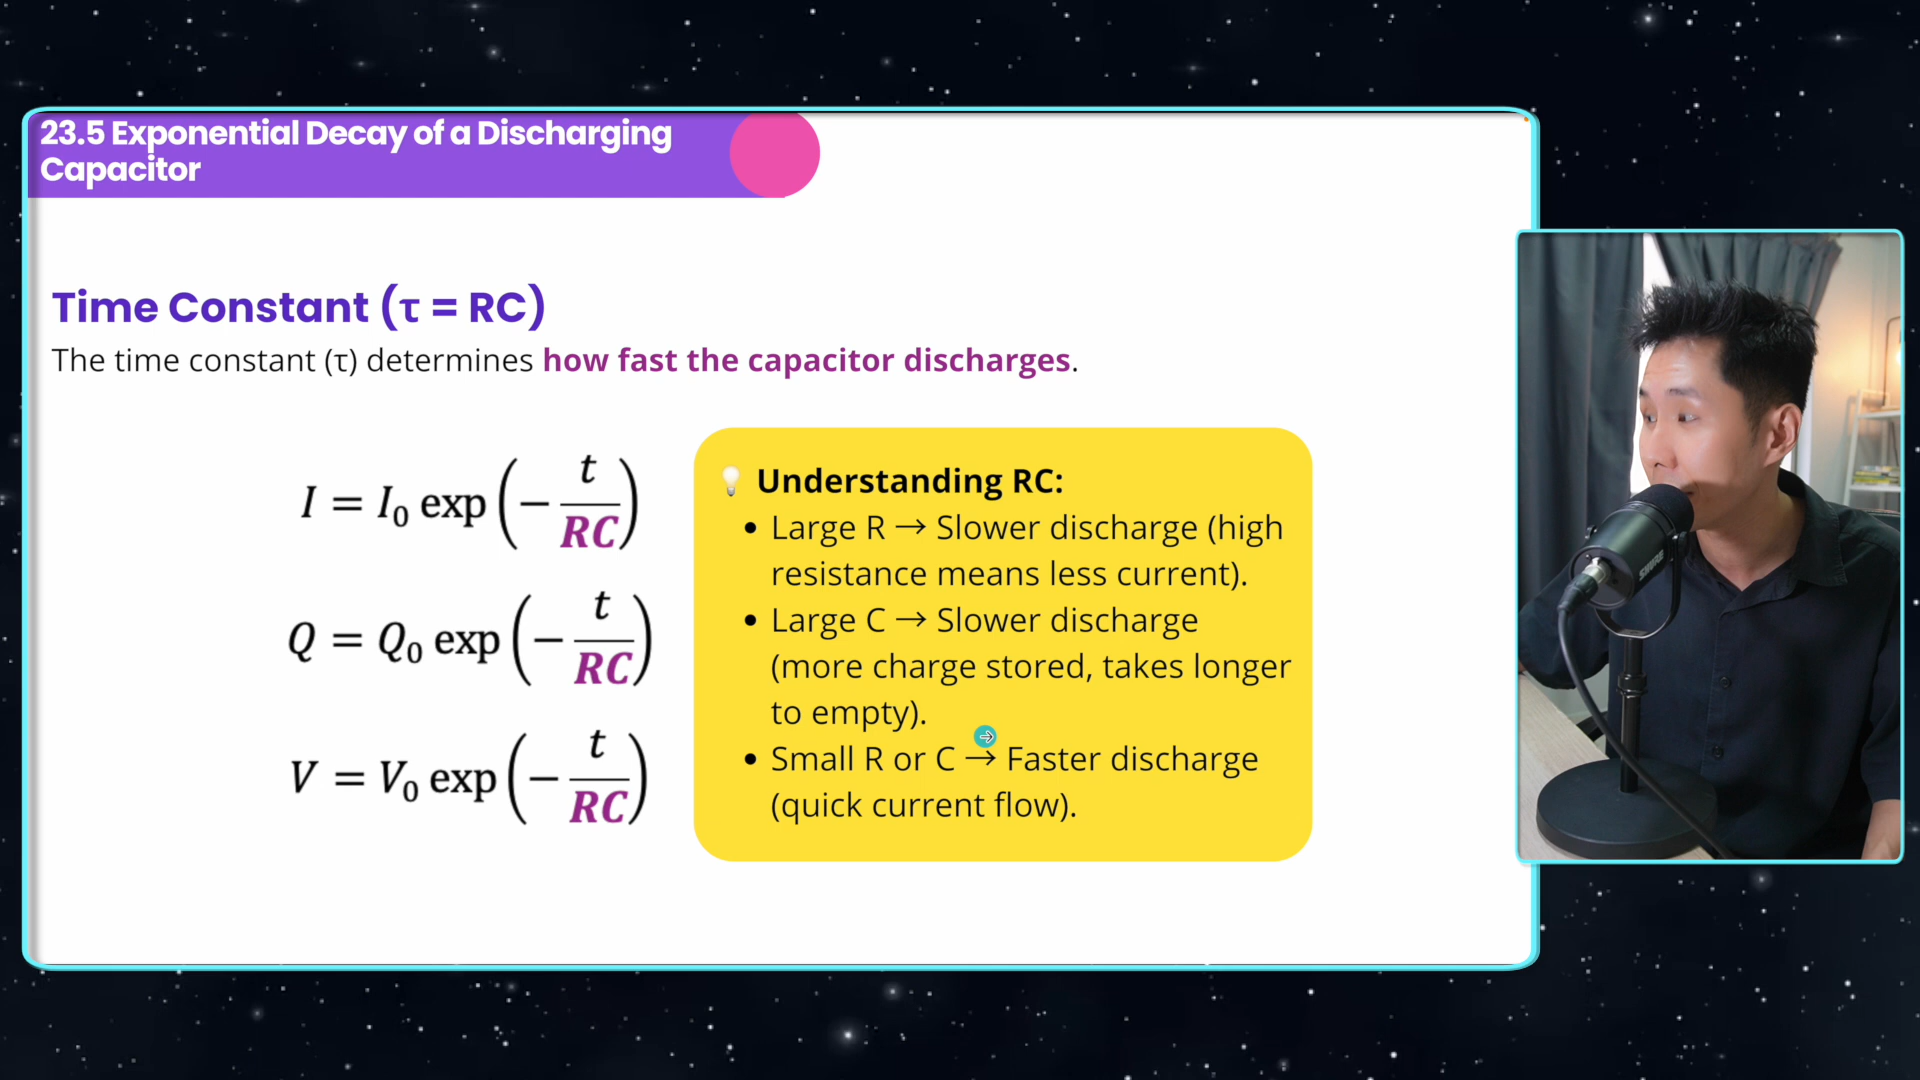 23.5 Exponential Decay of a Discharging
Capacitor
Time Constant (τ = RC)
The time constant (τ) determines how fast the capacitor discharges.
I = I₀ exp(−t/RC)
Q = Q₀ exp(−t/RC)
V = V₀ exp(−t/RC)
💡 Understanding RC:
• Large R → Slower discharge (high
resistance means less current).
• Large C → Slower discharge
(more charge stored, takes longer
to empty).
• Small R or C → Faster discharge
(quick current flow).
SHURE